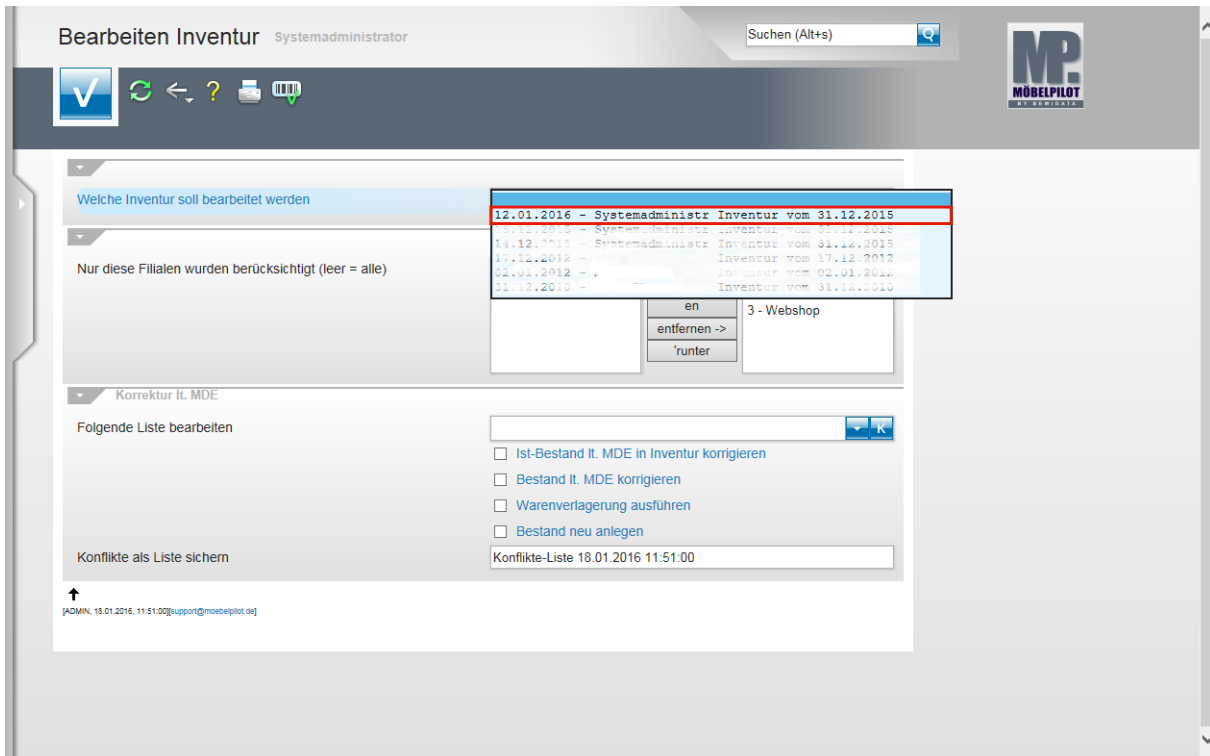 Bearbeiten Inventur Systemadministrator
Suchen (Alt+s)
MP.
MÖBELPILOT
BY BEWIDATA
Welche Inventur soll bearbeitet werden
12.01.2016 - Systemadministr Inventur vom 31.12.2015
12.2015 - Systemadministr Inventur vom 31.12.2015
14.12.2015 - Systemadministr Inventur vom 31.12.2015
17.12.2012 - Inventur vom 17.12.2012
02.01.2012 - Inventur vom 02.01.2012
31.12.2010 - Inventur vom 31.12.2010
Nur diese Filialen wurden berücksichtigt (leer = alle)
en
3 - Webshop
entfernen ->
'runter
Korrektur lt. MDE
Folgende Liste bearbeiten
K
Ist-Bestand lt. MDE in Inventur korrigieren
Bestand lt. MDE korrigieren
Warenverlagerung ausführen
Bestand neu anlegen
Konflikte als Liste sichern
Konflikte-Liste 18.01.2016 11:51:00
[ADMIN, 18.01.2016, 11:51:00][support@moebelpilot.de]